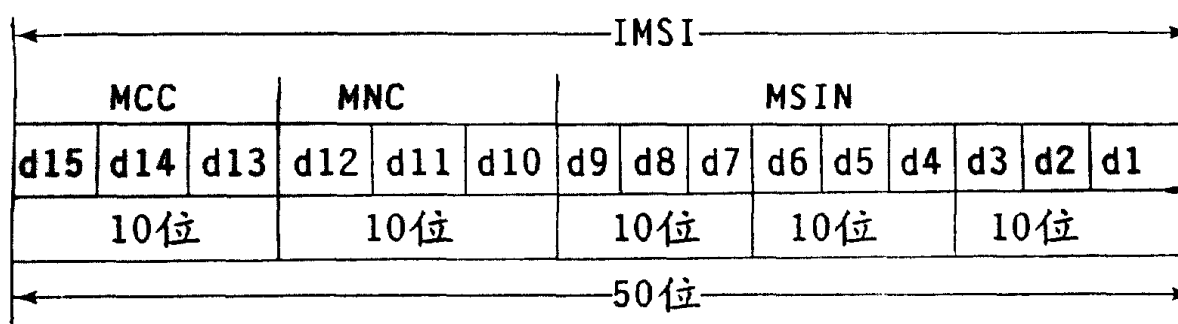 IMSI
MCC MNC MSIN
d15 d14 d13 d12 d11 d10 d9 d8 d7 d6 d5 d4 d3 d2 d1
10位 10位 10位 10位 10位
50位